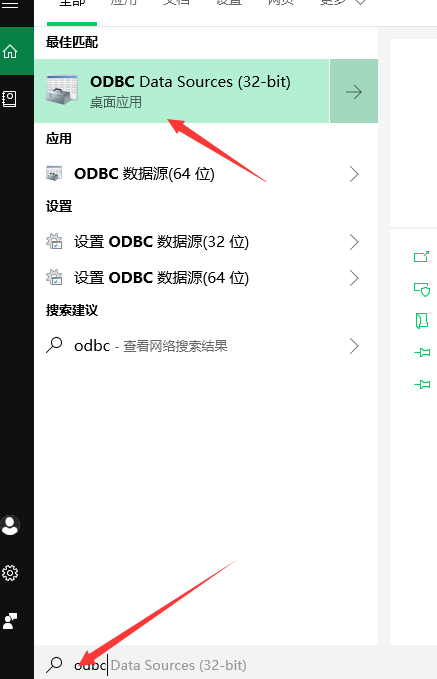 全部 应用 文档 设置 网页 更多
最佳匹配
ODBC Data Sources (32-bit)
桌面应用
应用
ODBC 数据源(64 位)
设置
设置 ODBC 数据源(32 位)
设置 ODBC 数据源(64 位)
搜索建议
odbc - 查看网络搜索结果
odbc Data Sources (32-bit)